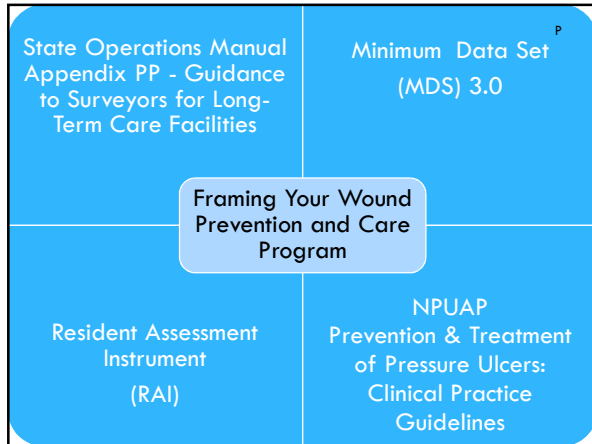 State Operations Manual
Appendix PP - Guidance
to Surveyors for Long-
Term Care Facilities
P
Minimum Data Set
(MDS) 3.0
Framing Your Wound
Prevention and Care
Program
Resident Assessment
Instrument
(RAI)
NPUAP
Prevention & Treatment
of Pressure Ulcers:
Clinical Practice
Guidelines